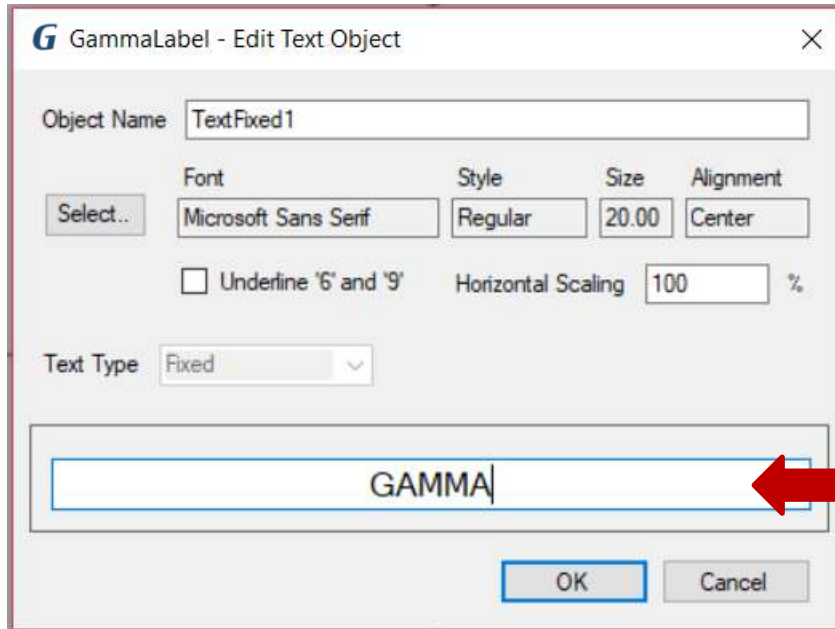 G GammaLabel - Edit Text Object
Object Name TextFixed1
Font Style Size Alignment
Select.. Microsoft Sans Serif Regular 20.00 Center
Underline '6' and '9' Horizontal Scaling 100 %
Text Type Fixed
GAMMA
OK Cancel